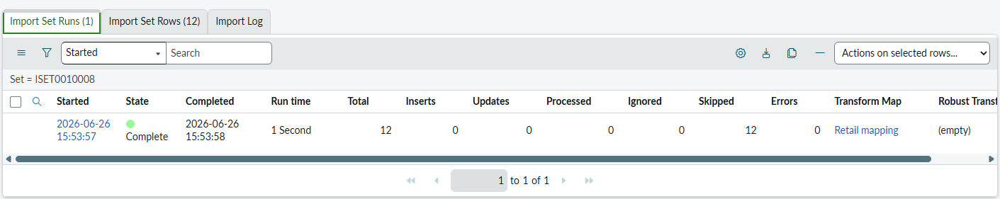 Import Set Runs (1) Import Set Rows (12) Import Log
Started Search Actions on selected rows...
Set = ISET0010008
Started State Completed Run time Total Inserts Updates Processed Ignored Skipped Errors Transform Map Robust Transf
2026-06-26 15:53:57 Complete 2026-06-26 15:53:58 1 Second 12 0 0 0 0 12 0 Retail mapping (empty)
1 to 1 of 1